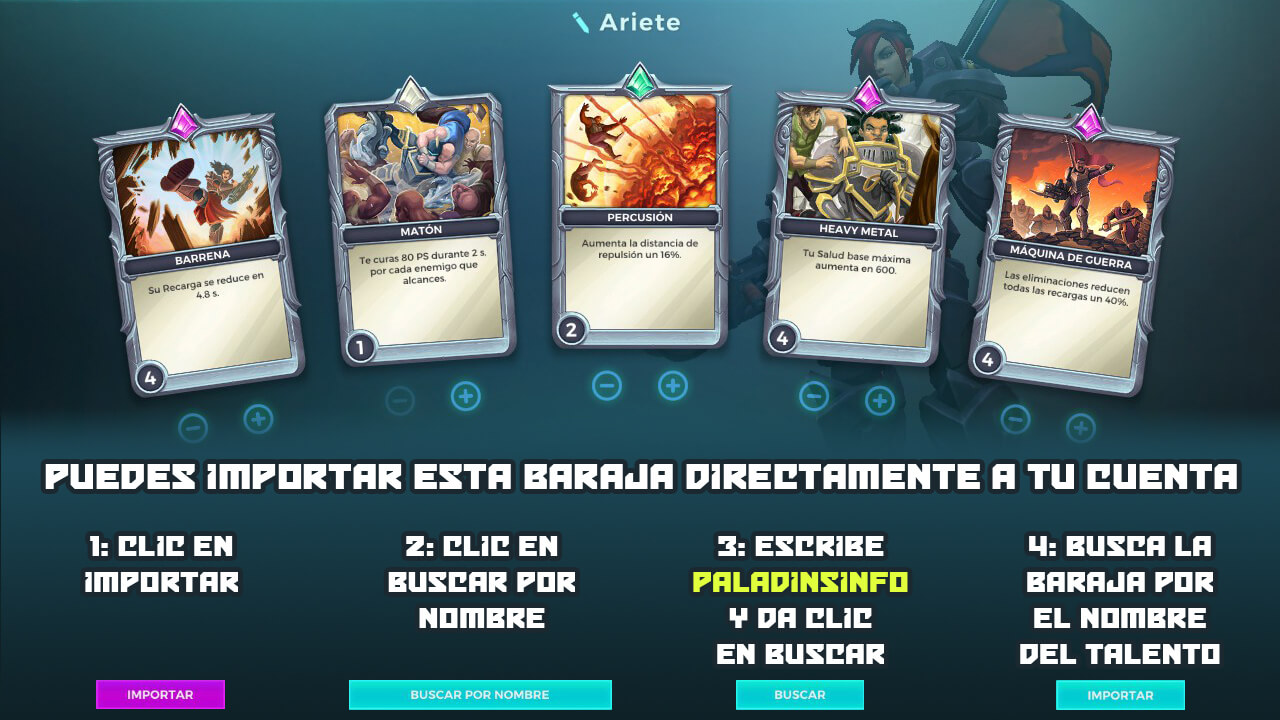 Ariete
BARRENA
Su Recarga se reduce en
4.8 s.
4
MATÓN
Te curas 80 PS durante 2 s.
por cada enemigo que
alcances.
1
PERCUSIÓN
Aumenta la distancia de
repulsión un 16%.
2
HEAVY METAL
Tu Salud base máxima
aumenta en 600.
4
MÁQUINA DE GUERRA
Las eliminaciones reducen
todas las recargas un 40%.
4
PUEDES IMPORTAR ESTA BARAJA DIRECTAMENTE A TU CUENTA
1: CLIC EN
IMPORTAR
IMPORTAR
2: CLIC EN
BUSCAR POR
NOMBRE
BUSCAR POR NOMBRE
3: ESCRIBE
PALADINSINFO
Y DA CLIC
EN BUSCAR
BUSCAR
4: BUSCA LA
BARAJA POR
EL NOMBRE
DEL TALENTO
IMPORTAR